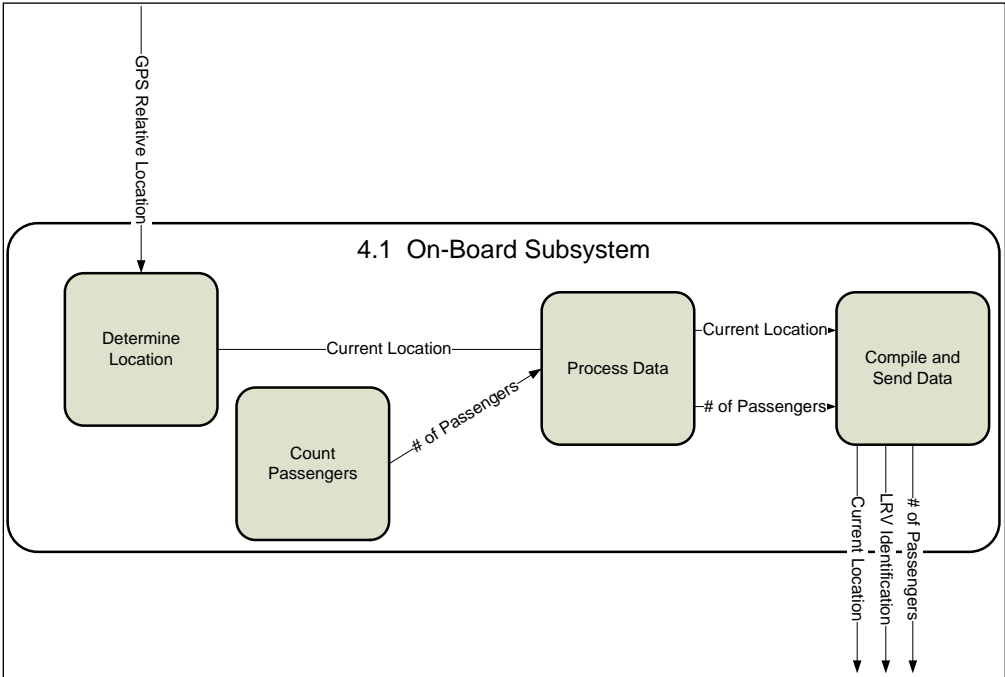 GPS Relative Location
4.1 On-Board Subsystem
Determine
Location
Current Location
Count
Passengers
# of Passengers
Process Data
Current Location
# of Passengers
Compile and
Send Data
Current Location
LRV Identification
# of Passengers